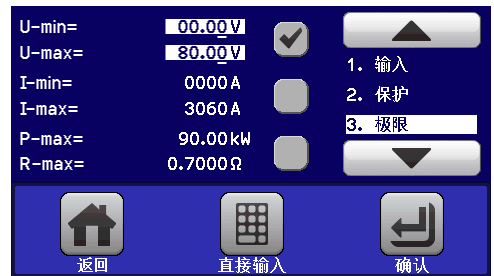 U-min= 00.00V
U-max= 80.00V
I-min= 0000A
I-max= 3060A
P-max= 90.00kW
R-max= 0.7000Ω
1. 输入
2. 保护
3. 极限
返回
直接输入
确认